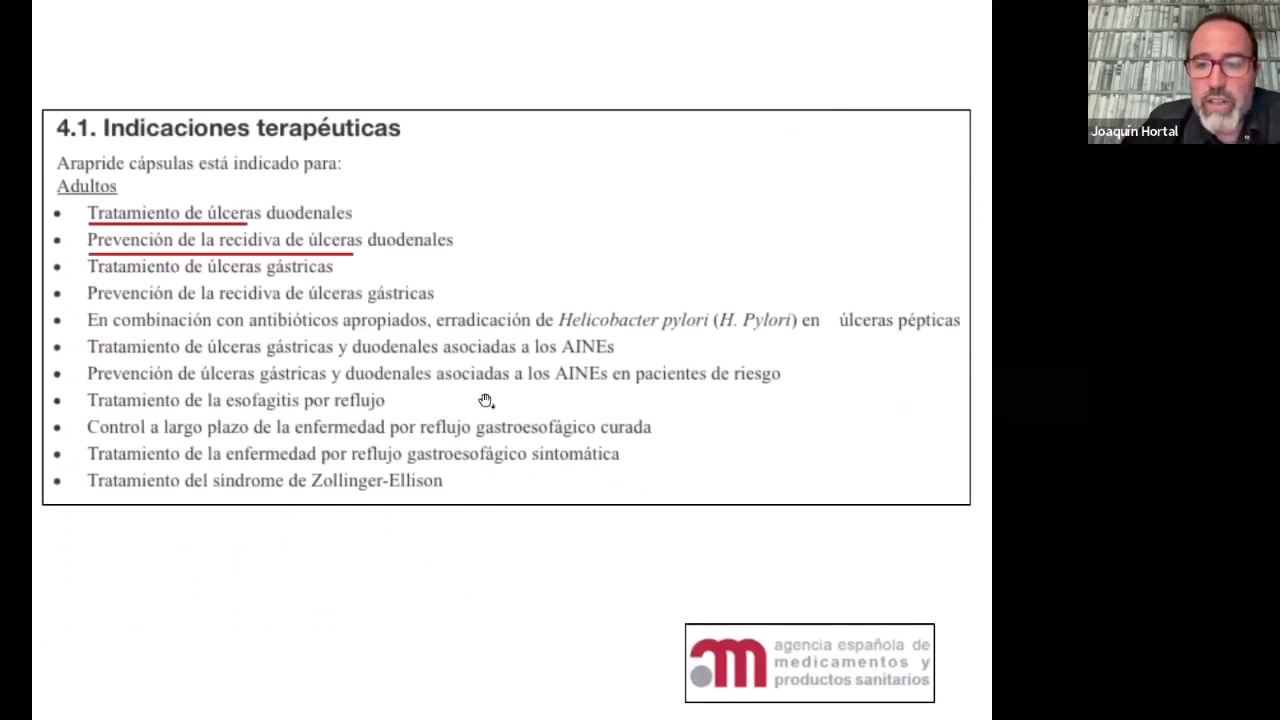 4.1. Indicaciones terapéuticas
Arapride cápsulas está indicado para:
Adultos
• Tratamiento de úlceras duodenales
• Prevención de la recidiva de úlceras duodenales
• Tratamiento de úlceras gástricas
• Prevención de la recidiva de úlceras gástricas
• En combinación con antibióticos apropiados, erradicación de Helicobacter pylori (H. Pylori) en úlceras pépticas
• Tratamiento de úlceras gástricas y duodenales asociadas a los AINEs
• Prevención de úlceras gástricas y duodenales asociadas a los AINEs en pacientes de riesgo
• Tratamiento de la esofagitis por reflujo
• Control a largo plazo de la enfermedad por reflujo gastroesofágico curada
• Tratamiento de la enfermedad por reflujo gastroesofágico sintomática
• Tratamiento del síndrome de Zollinger-Ellison
agencia española de
medicamentos y
productos sanitarios
Joaquín Hortal